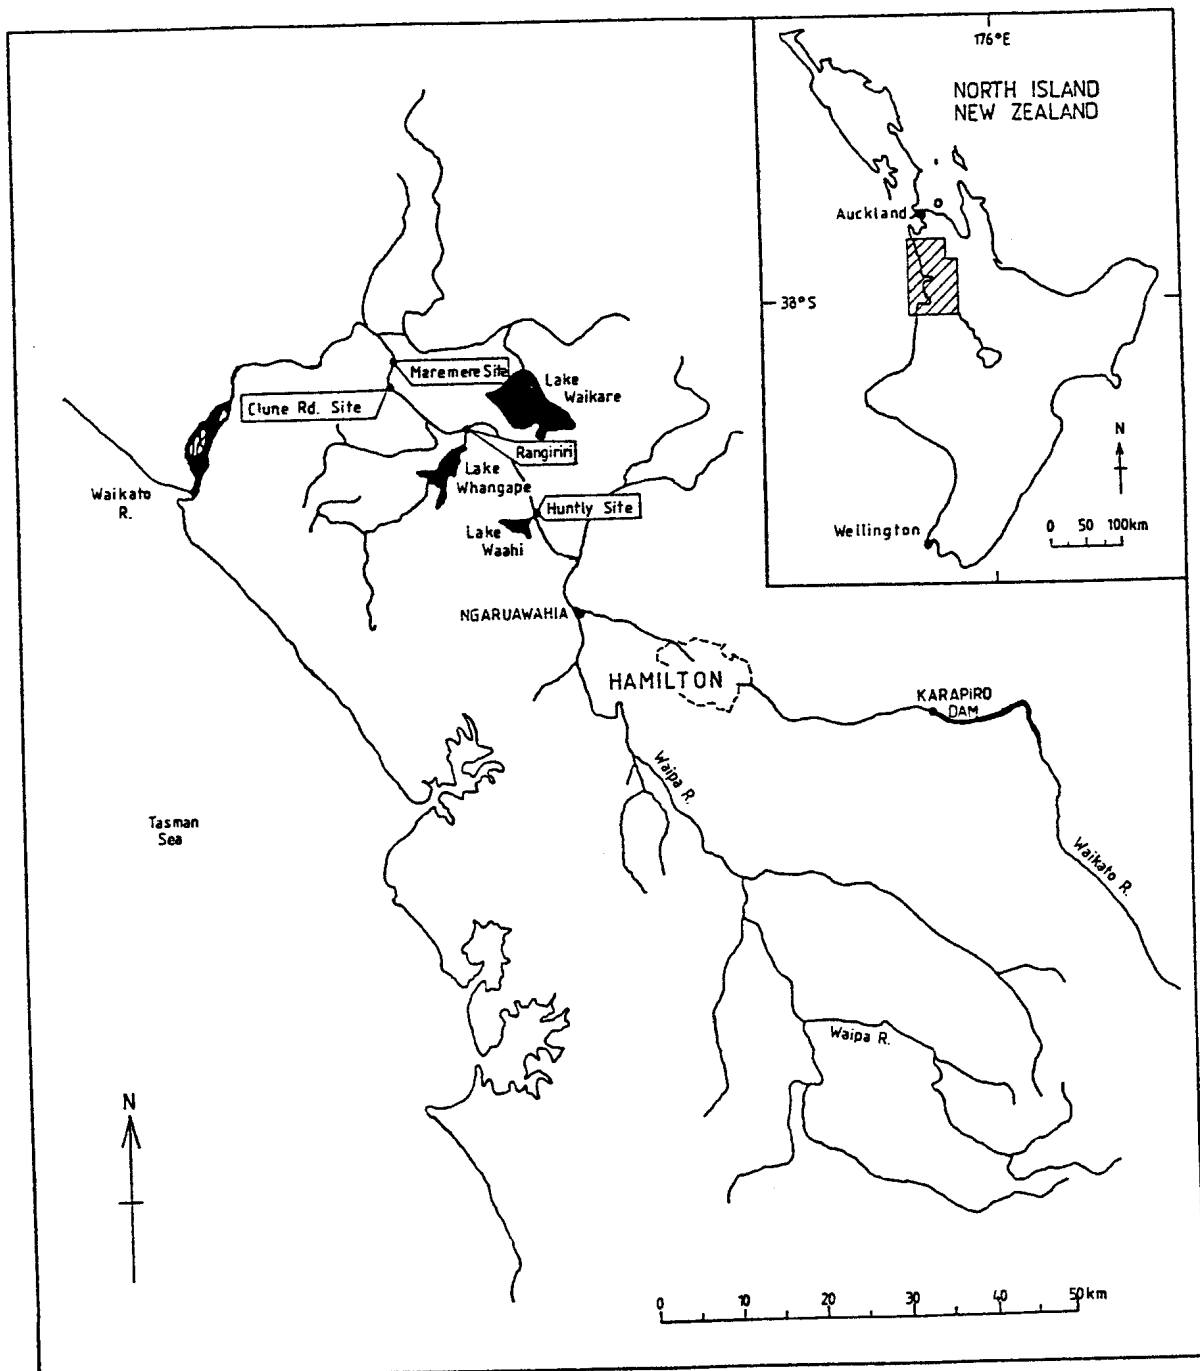 176°E
NORTH ISLAND
NEW ZEALAND
Auckland
38°S
N
0 50 100km
Wellington
Meremere Site
Clune Rd. Site
Lake
Waikare
Rangiriri
Lake
Whangape
Waikato
R.
Huntly Site
Lake
Waahi
NGARUAWAHIA
HAMILTON
KARAPIRO
DAM
Waipa R.
Tasman
Sea
Waikato R.
Waipa R.
N
0 10 20 30 40 50km